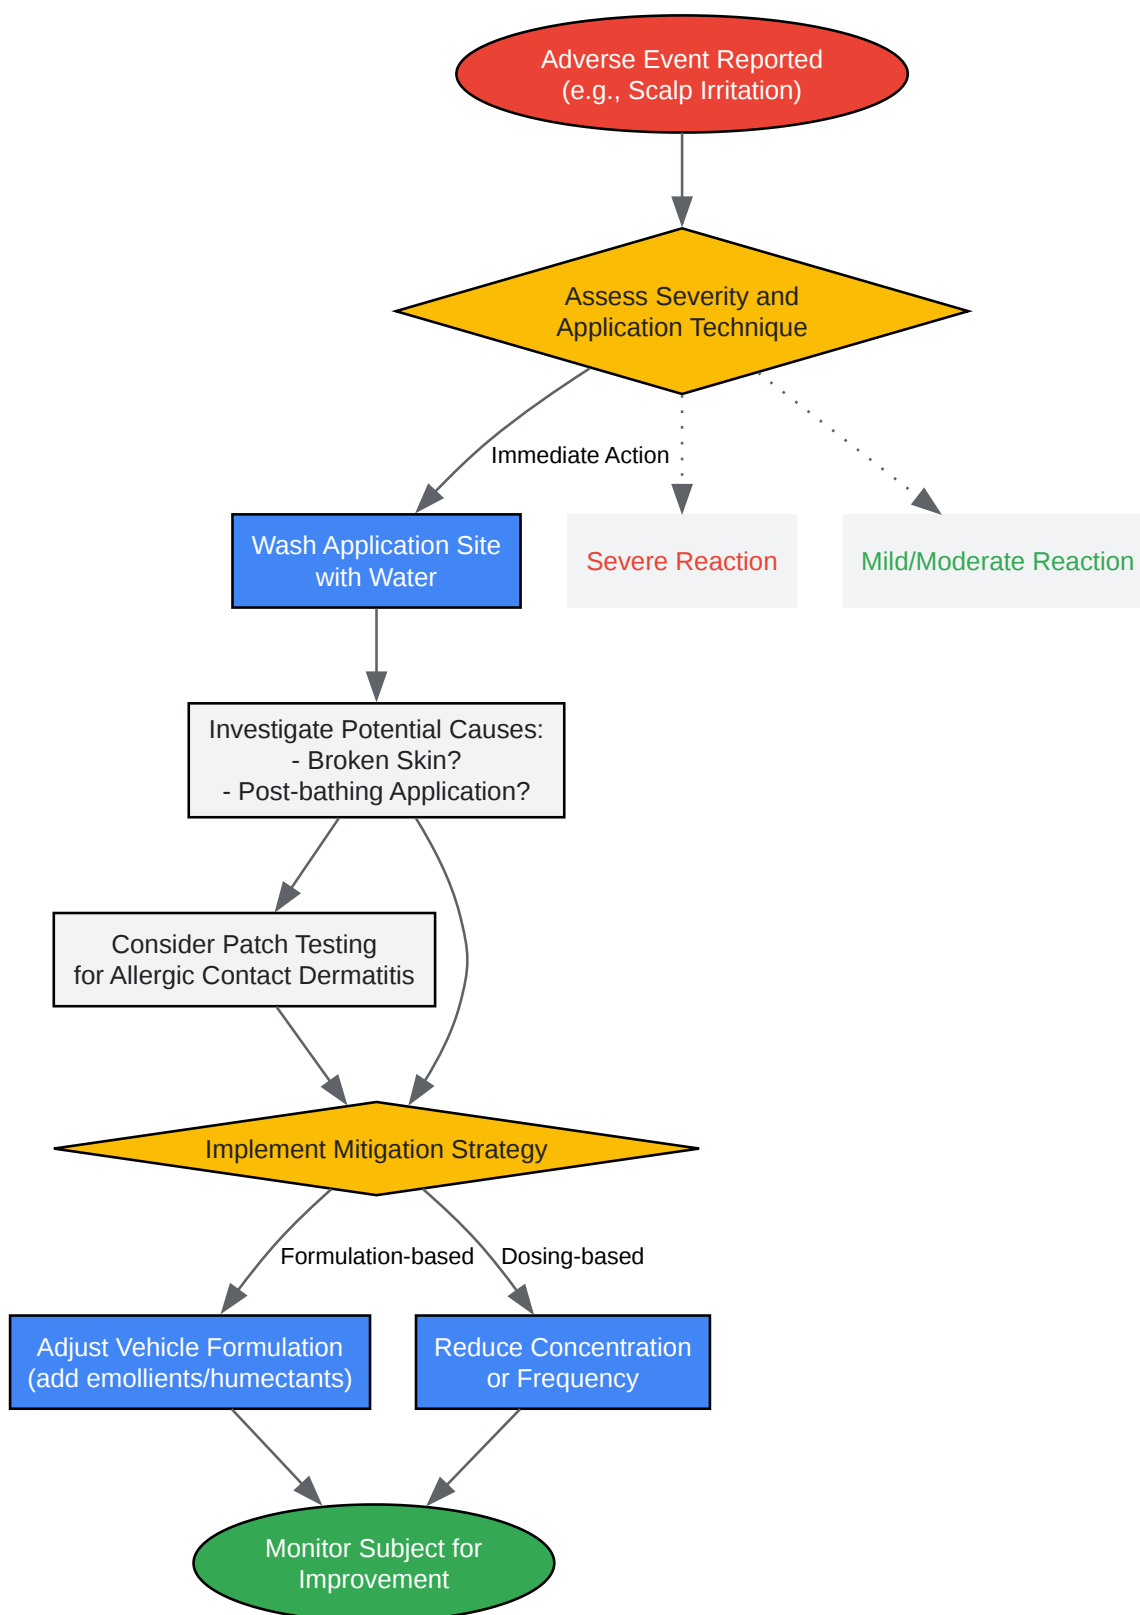 Adverse Event Reported
(e.g., Scalp Irritation)
Assess Severity and
Application Technique
Immediate Action
Wash Application Site
with Water
Severe Reaction
Mild/Moderate Reaction
Investigate Potential Causes:
- Broken Skin?
- Post-bathing Application?
Consider Patch Testing
for Allergic Contact Dermatitis
Implement Mitigation Strategy
Formulation-based
Dosing-based
Adjust Vehicle Formulation
(add emollients/humectants)
Reduce Concentration
or Frequency
Monitor Subject for
Improvement